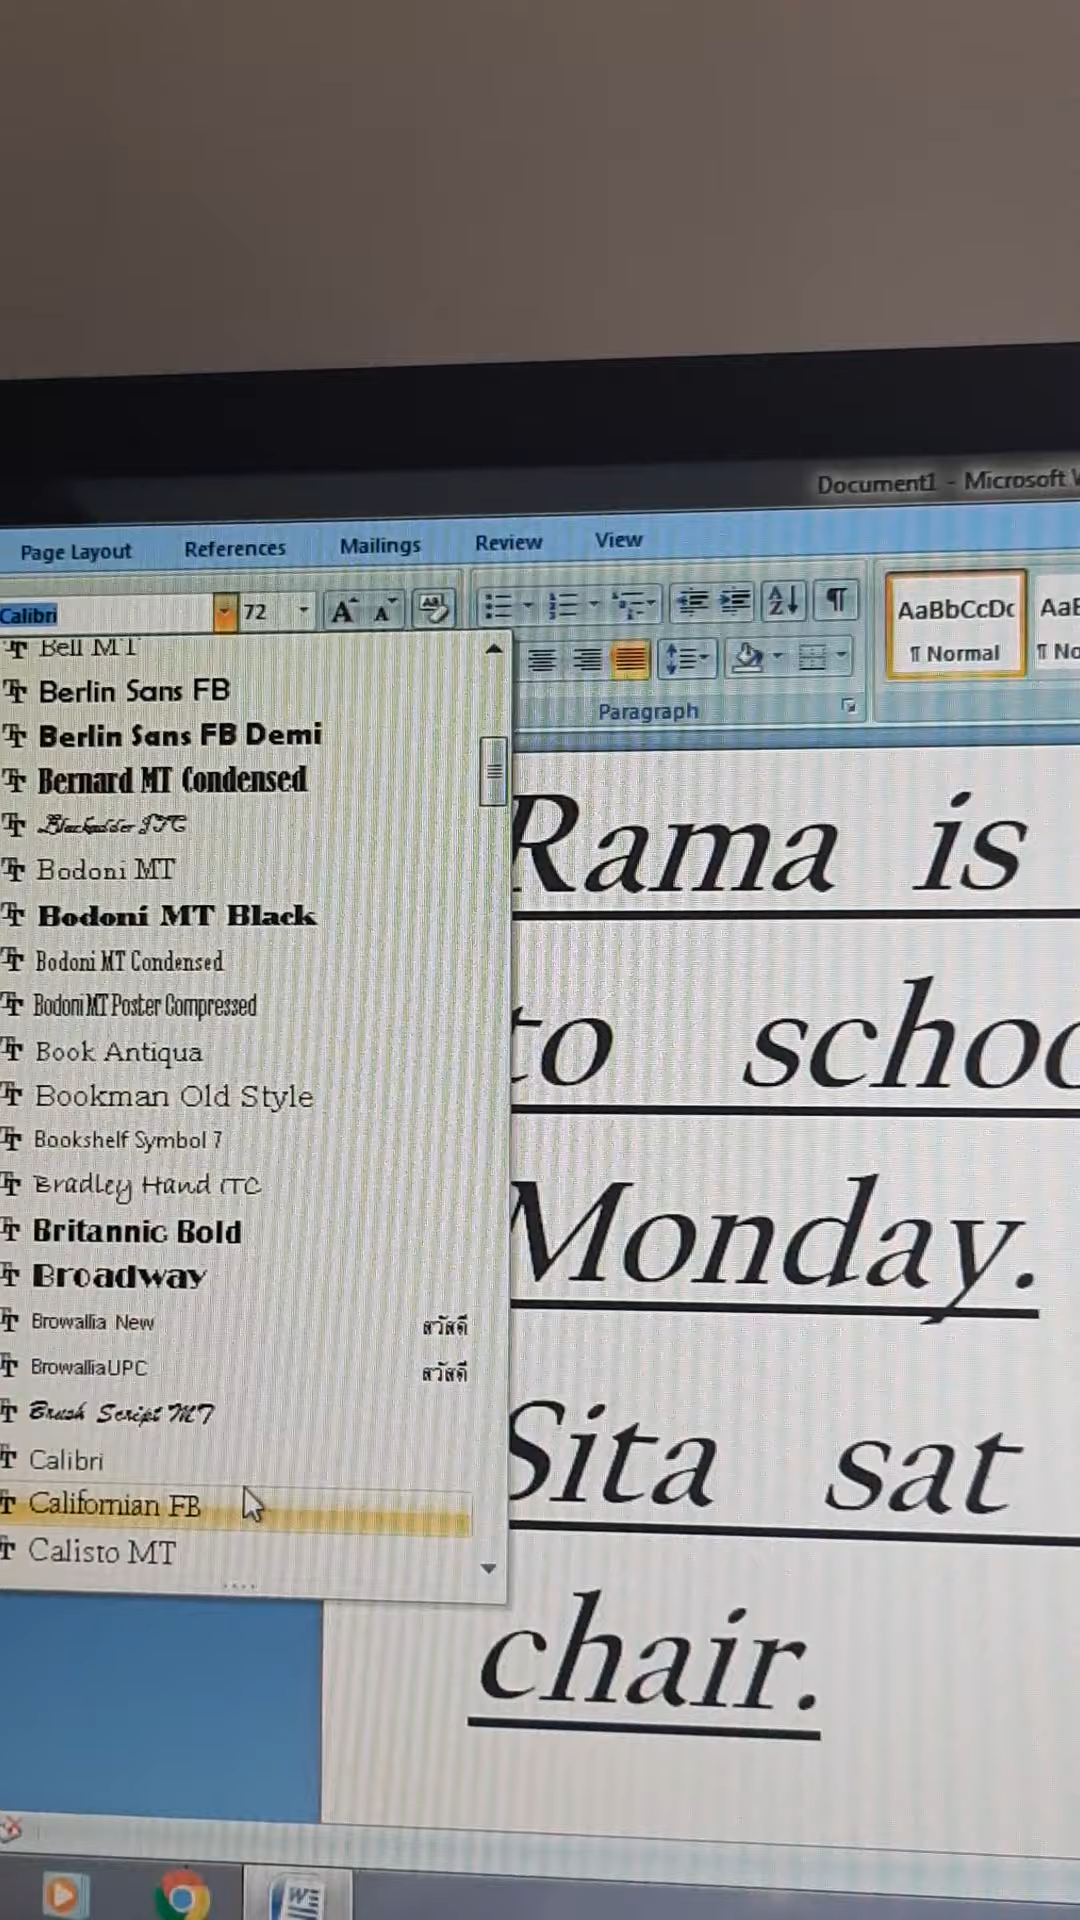 Document1 - Microsoft W
Page Layout References Mailings Review View
Calibri 72
AaBbCcDc AaB
¶ Normal ¶ No
Paragraph
Bell MT
Berlin Sans FB
Berlin Sans FB Demi
Bernard MT Condensed
Blackadder ITC
Bodoni MT
Bodoni MT Black
Bodoni MT Condensed
Bodoni MT Poster Compressed
Book Antiqua
Bookman Old Style
Bookshelf Symbol 7
Bradley Hand ITC
Britannic Bold
Broadway
Browallia New สวัสดี
BrowalliaUPC สวัสดี
Brush Script MT
Calibri
Californian FB
Calisto MT
Rama is
to schoo
Monday.
Sita sat
chair.